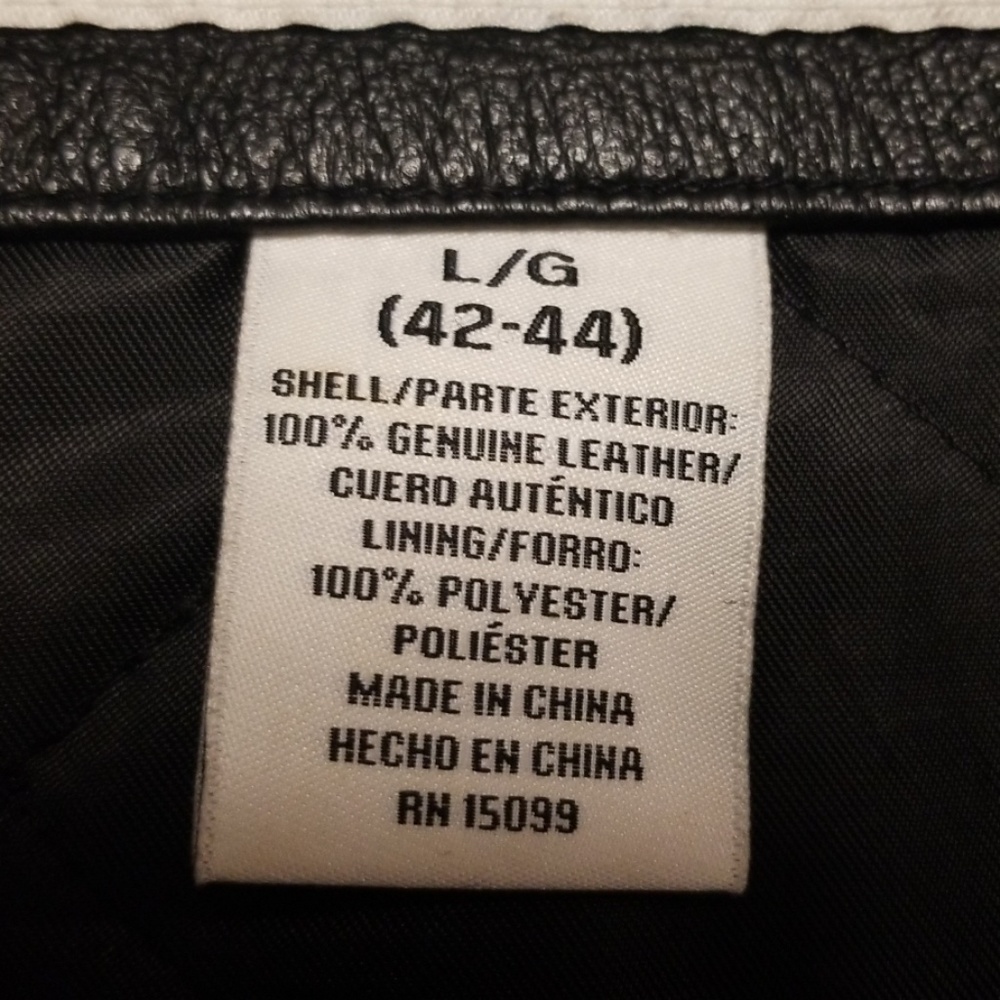 L/G
(42-44)
SHELL/PARTE EXTERIOR:
100% GENUINE LEATHER/
CUERO AUTÉNTICO
LINING/FORRO:
100% POLYESTER/
POLIÉSTER
MADE IN CHINA
HECHO EN CHINA
RN 15099